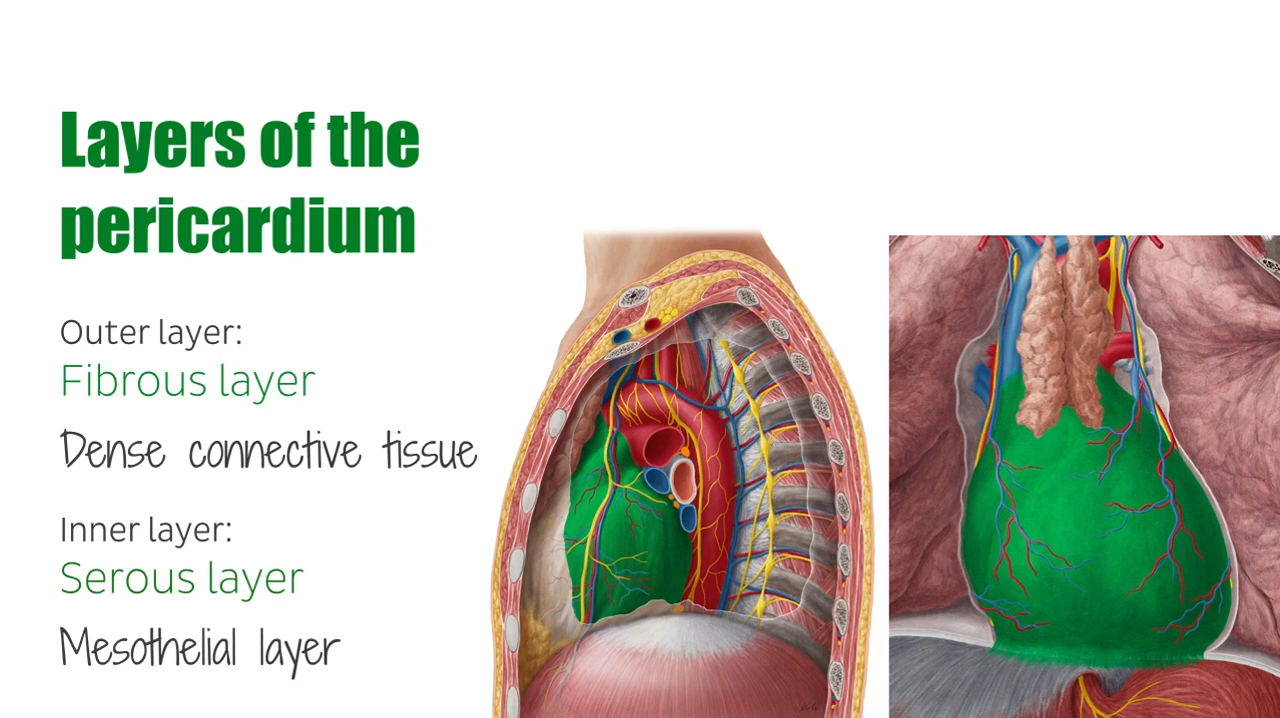 Layers of the
pericardium
Outer layer:
Fibrous layer
Dense connective tissue
Inner layer:
Serous layer
Mesothelial layer